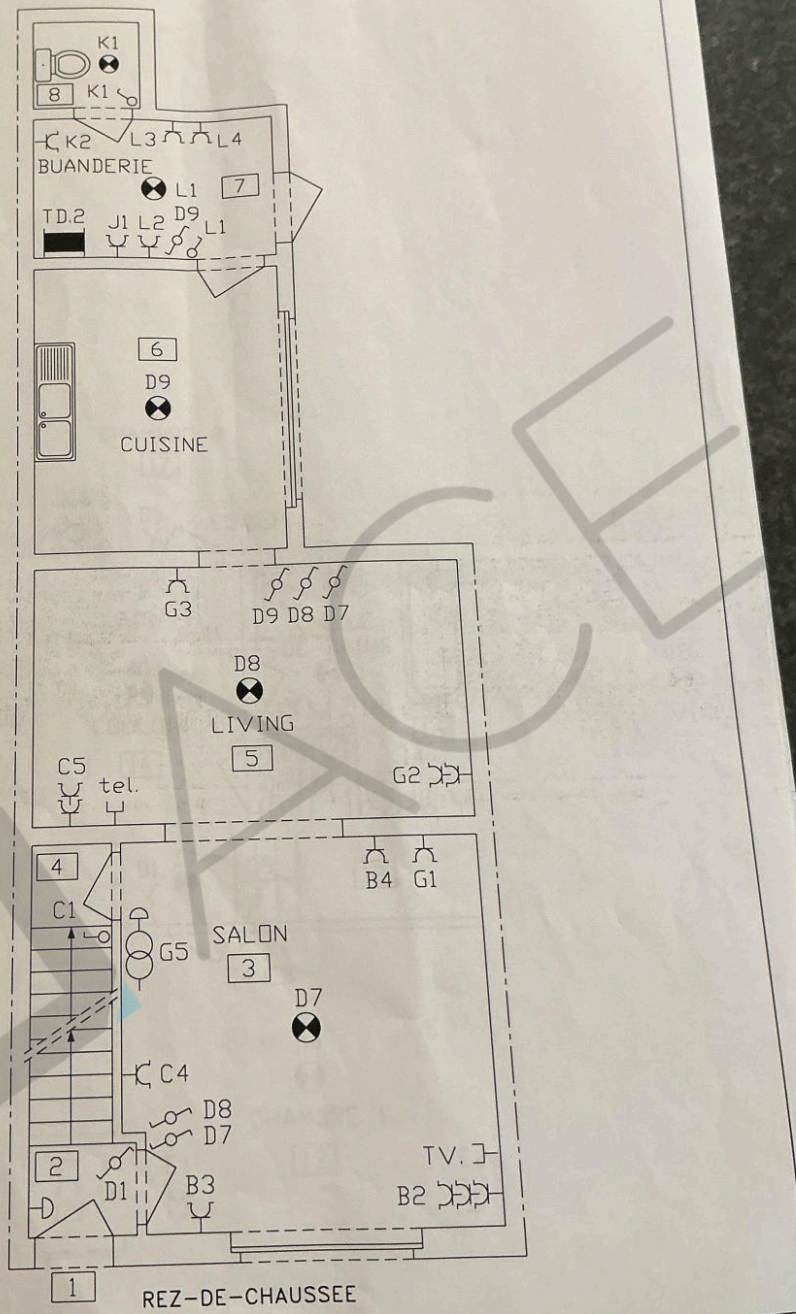 K1
8 K1
K2 L3 L4
BUANDERIE
L1 7
TD.2 J1 L2 D9 L1
6
D9
CUISINE
G3 D9 D8 D7
D8
LIVING
5
C5 tel. G2
4 B4 G1
C1 SALON
G5
3
D7
C4
D8
D7
TV.
2 D1 B3 B2
1
REZ-DE-CHAUSSEE
ACE